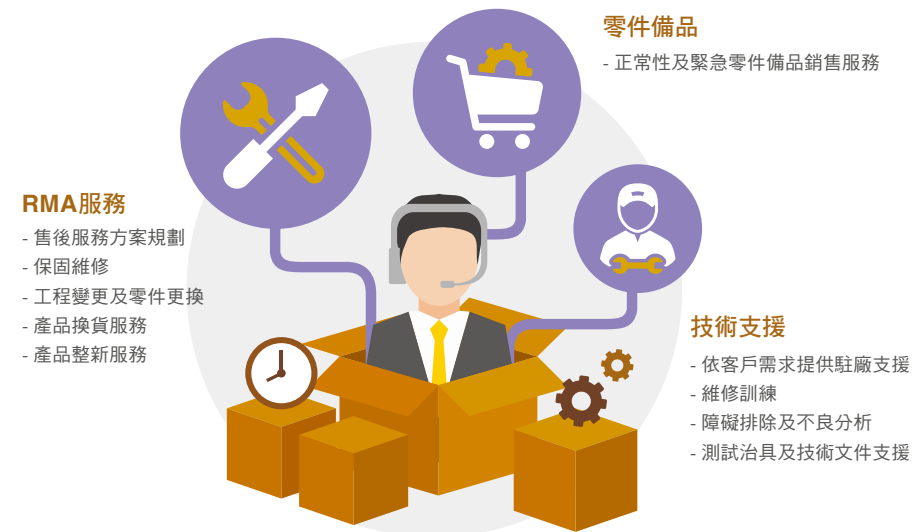 零件備品
- 正常性及緊急零件備品銷售服務
RMA服務
- 售後服務方案規劃
- 保固維修
- 工程變更及零件更換
- 產品換貨服務
- 產品整新服務
技術支援
- 依客戶需求提供駐廠支援
- 維修訓練
- 障礙排除及不良分析
- 測試治具及技術文件支援